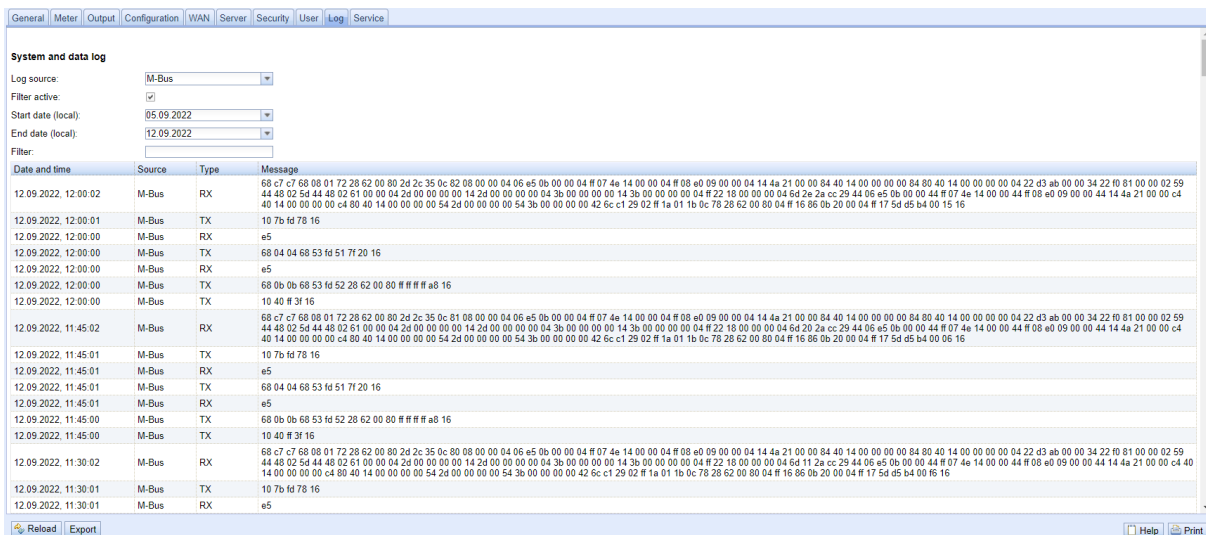 General Meter Output Configuration WAN Server Security User Log Service
System and data log
Log source: M-Bus
Filter active:
Start date (local): 05.09.2022
End date (local): 12.09.2022
Filter:
Date and time Source Type Message
68 c7 c7 68 08 01 72 28 62 00 80 2d 2c 35 0c 82 08 00 00 04 06 e5 0b 00 00 04 ff 07 4e 14 00 00 04 ff 08 e0 09 00 00 04 14 4a 21 00 00 84 40 14 00 00 00 00 84 80 40 14 00 00 00 00 04 22 d3 ab 00 00 34 22 f0 81 00 00 02 59
12.09.2022, 12:00:02 M-Bus RX 44 48 02 5d 44 48 02 61 00 00 04 2d 00 00 00 00 14 2d 00 00 00 00 04 3b 00 00 00 00 14 3b 00 00 00 00 04 ff 22 18 00 00 00 04 6d 2e 2a cc 29 44 06 e5 0b 00 00 44 ff 07 4e 14 00 00 44 ff 08 e0 09 00 00 44 14 4a 21 00 00 c4
40 14 00 00 00 00 c4 80 40 14 00 00 00 00 54 2d 00 00 00 00 54 3b 00 00 00 00 42 6c c1 29 02 ff 1a 01 1b 0c 78 28 62 00 80 04 ff 16 86 0b 20 00 04 ff 17 5d d5 b4 00 15 16
12.09.2022, 12:00:01 M-Bus TX 10 7b fd 78 16
12.09.2022, 12:00:00 M-Bus RX e5
12.09.2022, 12:00:00 M-Bus TX 68 04 04 68 53 fd 51 7f 20 16
12.09.2022, 12:00:00 M-Bus RX e5
12.09.2022, 12:00:00 M-Bus TX 68 0b 0b 68 53 fd 52 28 62 00 80 ff ff ff ff a8 16
12.09.2022, 12:00:00 M-Bus TX 10 40 ff 3f 16
68 c7 c7 68 08 01 72 28 62 00 80 2d 2c 35 0c 81 08 00 00 04 06 e5 0b 00 00 04 ff 07 4e 14 00 00 04 ff 08 e0 09 00 00 04 14 4a 21 00 00 84 40 14 00 00 00 00 84 80 40 14 00 00 00 00 04 22 d3 ab 00 00 34 22 f0 81 00 00 02 59
12.09.2022, 11:45:02 M-Bus RX 44 48 02 5d 44 48 02 61 00 00 04 2d 00 00 00 00 14 2d 00 00 00 00 04 3b 00 00 00 00 14 3b 00 00 00 00 04 ff 22 18 00 00 00 04 6d 20 2a cc 29 44 06 e5 0b 00 00 44 ff 07 4e 14 00 00 44 ff 08 e0 09 00 00 44 14 4a 21 00 00 c4
40 14 00 00 00 00 c4 80 40 14 00 00 00 00 54 2d 00 00 00 00 54 3b 00 00 00 00 42 6c c1 29 02 ff 1a 01 1b 0c 78 28 62 00 80 04 ff 16 86 0b 20 00 04 ff 17 5d d5 b4 00 06 16
12.09.2022, 11:45:01 M-Bus TX 10 7b fd 78 16
12.09.2022, 11:45:01 M-Bus RX e5
12.09.2022, 11:45:01 M-Bus TX 68 04 04 68 53 fd 51 7f 20 16
12.09.2022, 11:45:01 M-Bus RX e5
12.09.2022, 11:45:00 M-Bus TX 68 0b 0b 68 53 fd 52 28 62 00 80 ff ff ff ff a8 16
12.09.2022, 11:45:00 M-Bus TX 10 40 ff 3f 16
68 c7 c7 68 08 01 72 28 62 00 80 2d 2c 35 0c 80 08 00 00 04 06 e5 0b 00 00 04 ff 07 4e 14 00 00 04 ff 08 e0 09 00 00 04 14 4a 21 00 00 84 40 14 00 00 00 00 84 80 40 14 00 00 00 00 04 22 d3 ab 00 00 34 22 f0 81 00 00 02 59
12.09.2022, 11:30:02 M-Bus RX 44 48 02 5d 44 48 02 61 00 00 04 2d 00 00 00 00 14 2d 00 00 00 00 04 3b 00 00 00 00 14 3b 00 00 00 00 04 ff 22 18 00 00 00 04 6d 11 2a cc 29 44 06 e5 0b 00 00 44 ff 07 4e 14 00 00 44 ff 08 e0 09 00 00 44 14 4a 21 00 00 c4 40
14 00 00 00 00 c4 80 40 14 00 00 00 00 54 2d 00 00 00 00 54 3b 00 00 00 00 42 6c c1 29 02 ff 1a 01 1b 0c 78 28 62 00 80 04 ff 16 86 0b 20 00 04 ff 17 5d d5 b4 00 f6 16
12.09.2022, 11:30:01 M-Bus TX 10 7b fd 78 16
12.09.2022, 11:30:01 M-Bus RX e5
Reload Export Help Print